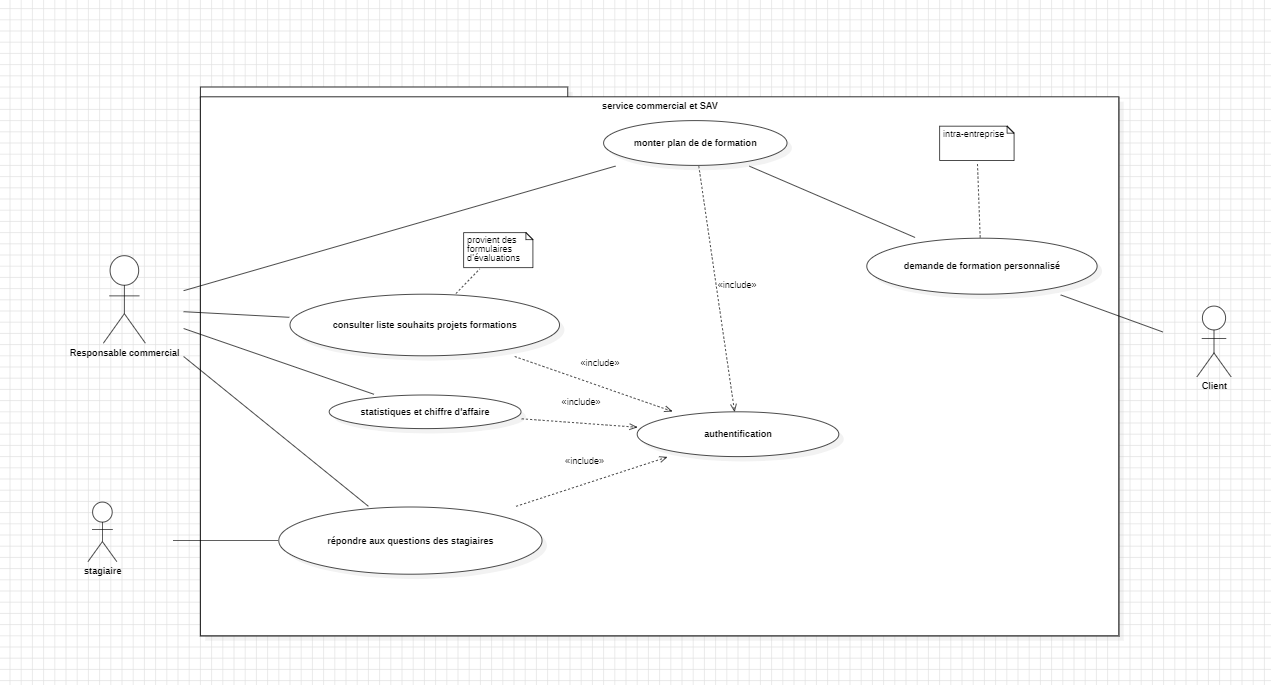 service commercial et SAV
monter plan de de formation
intra-entreprise
provient des
formulaires
d'évaluations
demande de formation personnalisé
«include»
consulter liste souhaits projets formations
Responsable commercial
«include»
Client
«include»
statistiques et chiffre d'affaire
authentification
«include»
répondre aux questions des stagiaires
stagiaire